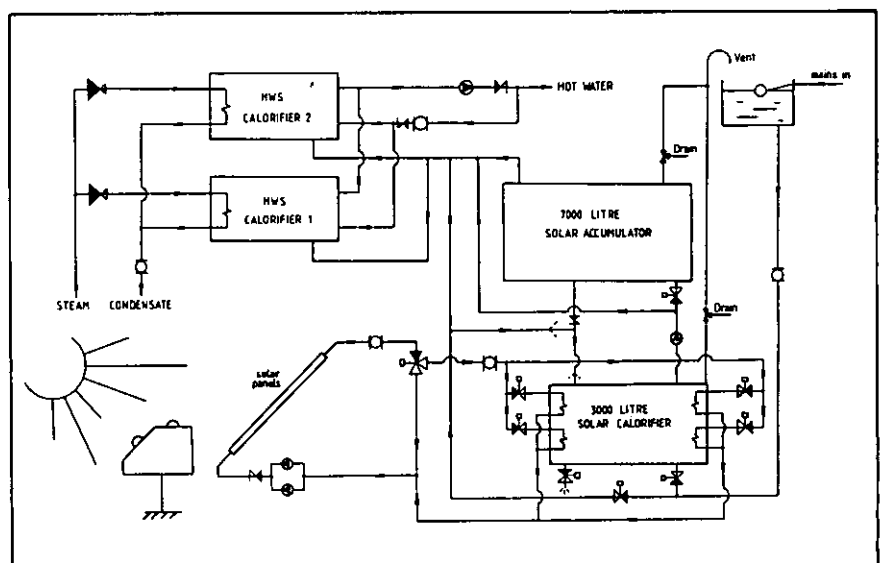 Vent
mains in
HWS
CALORIFIER 2
HOT WATER
Drain
HWS
CALORIFIER 1
7000 LITRE
SOLAR ACCUMULATOR
STEAM
CONDENSATE
Drain
solar
panels
3000 LITRE
SOLAR CALORIFIER